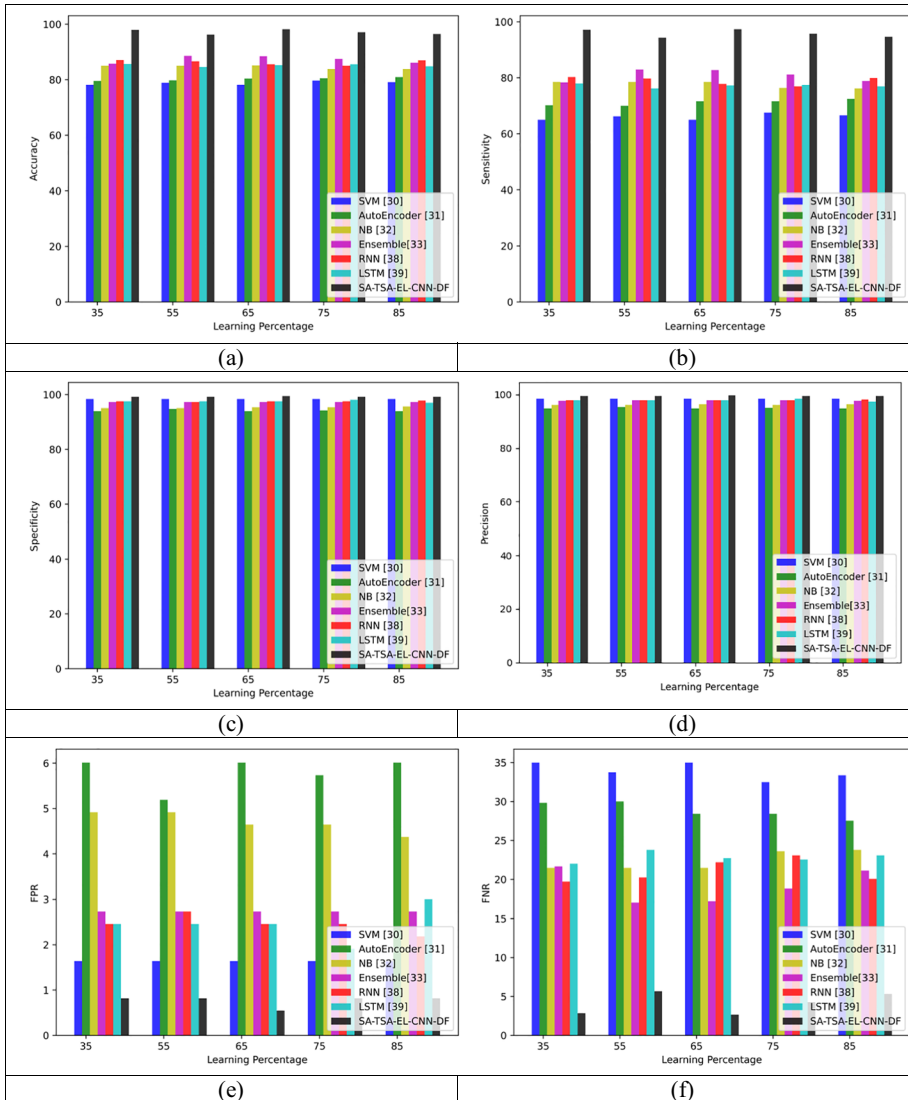 100
80
60
40
20
0
Accuracy
35 55 65 75 85
Learning Percentage
SVM [30]
AutoEncoder [31]
NB [32]
Ensemble[33]
RNN [38]
LSTM [39]
SA-TSA-EL-CNN-DF
100
80
60
40
20
0
Sensitivity
35 55 65 75 85
Learning Percentage
SVM [30]
AutoEncoder [31]
NB [32]
Ensemble[33]
RNN [38]
LSTM [39]
SA-TSA-EL-CNN-DF
(a) (b)
100
80
60
40
20
0
Specificity
35 55 65 75 85
Learning Percentage
SVM [30]
AutoEncoder [31]
NB [32]
Ensemble[33]
RNN [38]
LSTM [39]
SA-TSA-EL-CNN-DF
100
80
60
40
20
0
Precision
35 55 65 75 85
Learning Percentage
SVM [30]
AutoEncoder [31]
NB [32]
Ensemble[33]
RNN [38]
LSTM [39]
SA-TSA-EL-CNN-DF
(c) (d)
6
5
4
3
2
1
0
FPR
35 55 65 75 85
Learning Percentage
SVM [30]
AutoEncoder [31]
NB [32]
Ensemble[33]
RNN [38]
LSTM [39]
SA-TSA-EL-CNN-DF
35
30
25
20
15
10
5
0
FNR
35 55 65 75 85
Learning Percentage
SVM [30]
AutoEncoder [31]
NB [32]
Ensemble[33]
RNN [38]
LSTM [39]
SA-TSA-EL-CNN-DF
(e) (f)